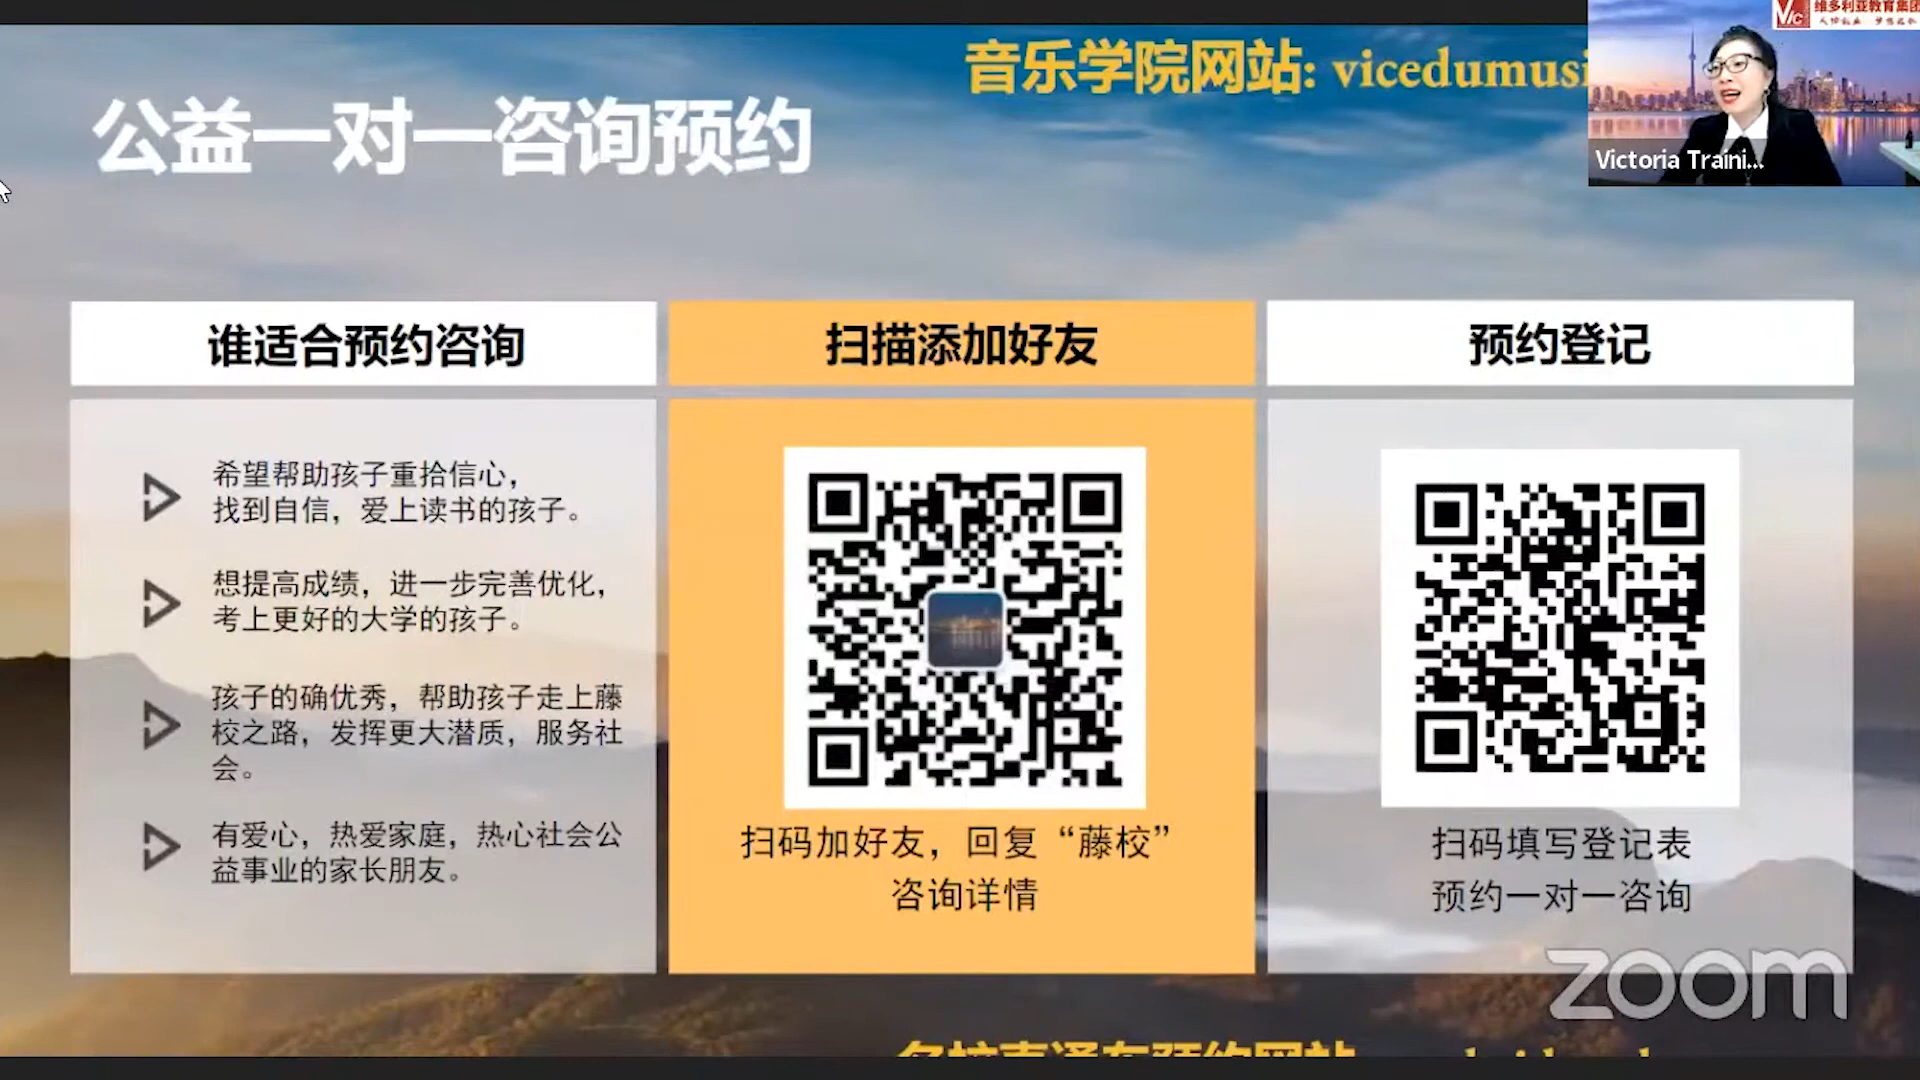 音乐学院网站: vicedumusi
维多利亚教育集团
Victoria Traini...
公益一对一咨询预约
谁适合预约咨询
希望帮助孩子重拾信心，
找到自信，爱上读书的孩子。
想提高成绩，进一步完善优化，
考上更好的大学的孩子。
孩子的确优秀，帮助孩子走上藤
校之路，发挥更大潜质，服务社
会。
有爱心，热爱家庭，热心社会公
益事业的家长朋友。
扫描添加好友
扫码加好友，回复“藤校”
咨询详情
预约登记
扫码填写登记表
预约一对一咨询
zoom